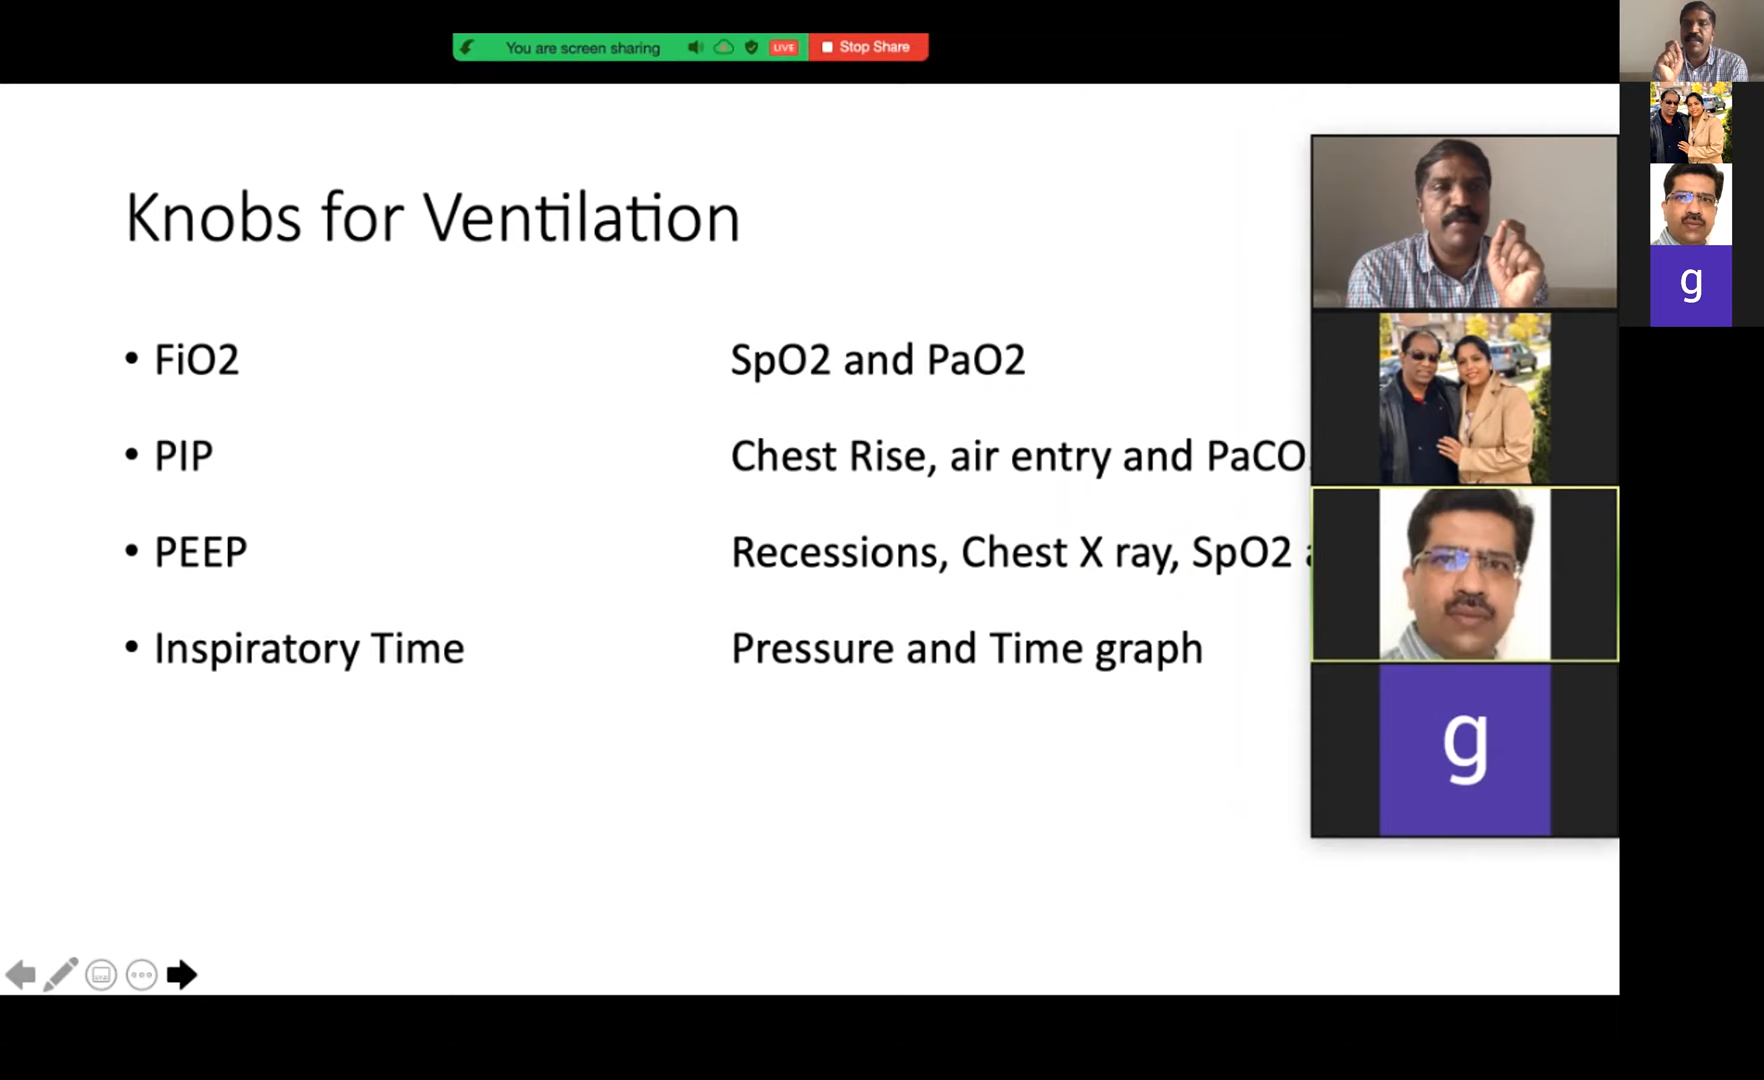 You are screen sharing LIVE Stop Share
Knobs for Ventilation
• FiO2 SpO2 and PaO2
• PIP Chest Rise, air entry and PaCO
• PEEP Recessions, Chest X ray, SpO2
• Inspiratory Time Pressure and Time graph
g
g